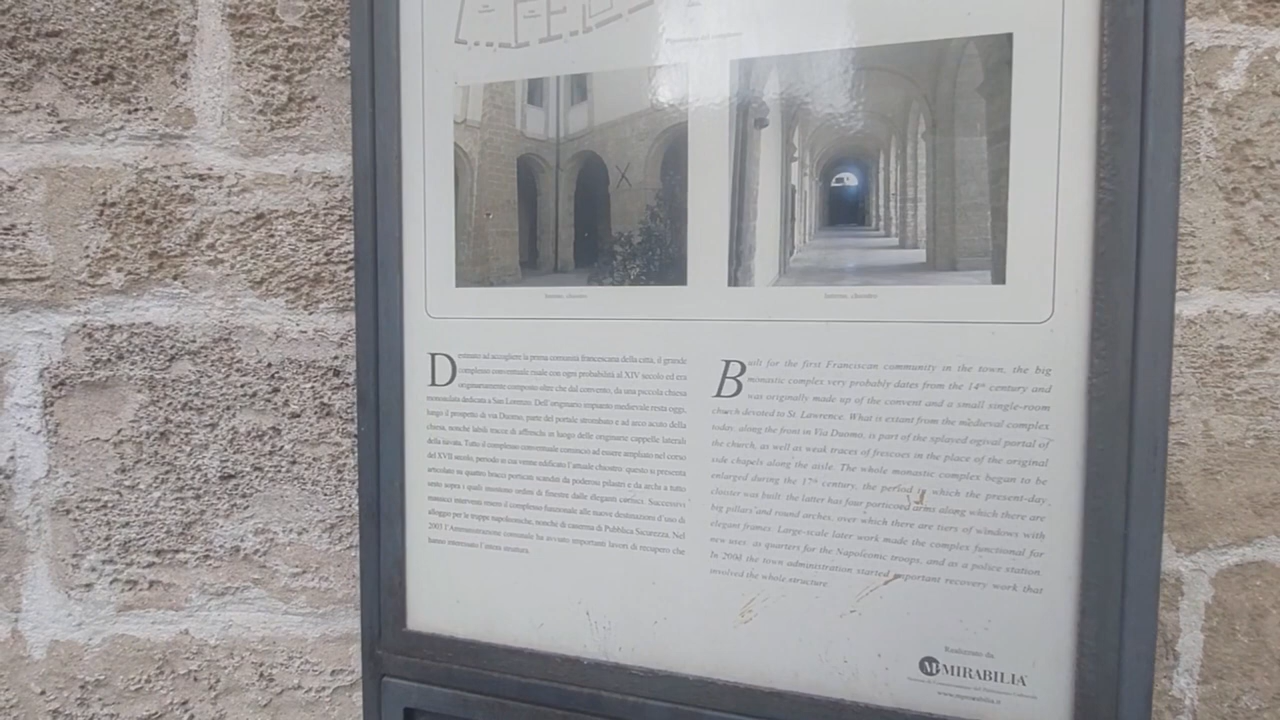 Interno, chiostro
Interno, chiostro
Destinato ad accogliere la prima comunità francescana della città, il grande
complesso conventuale risale con ogni probabilità al XIV secolo ed era
originariamente composto oltre che dal convento, da una piccola chiesa
mononavata dedicata a San Lorenzo. Dell'originario impianto medievale resta oggi,
lungo il prospetto di via Duomo, parte del portale strombato e ad arco acuto della
chiesa, nonché labili tracce di affreschi in luogo delle originarie cappelle laterali
della navata. Tutto il complesso conventuale cominciò ad essere ampliato nel corso
del XVII secolo, periodo in cui venne edificato l'attuale chiostro: questo si presenta
articolato su quattro bracci porticati scanditi da poderosi pilastri e da archi a tutto
sesto sopra i quali insistono ordini di finestre dalle eleganti cornici. Successivi
massicci interventi resero il complesso funzionale alle nuove destinazioni d'uso di
alloggio per le truppe napoleoniche, nonché di caserma di Pubblica Sicurezza. Nel
2003 l'Amministrazione comunale ha avviato importanti lavori di recupero che
hanno interessato l'intera struttura.
Built for the first Franciscan community in the town, the big
monastic complex very probably dates from the 14th century and
was originally made up of the convent and a small single-room
church devoted to St. Lawrence. What is extant from the medieval complex
today, along the front in Via Duomo, is part of the splayed ogival portal of
the church, as well as weak traces of frescoes in the place of the original
side chapels along the aisle. The whole monastic complex began to be
enlarged during the 17th century, the period in which the present-day
cloister was built: the latter has four porticoed arms along which there are
big pillars and round arches, over which there are tiers of windows with
elegant frames. Large-scale later work made the complex functional for
new uses, as quarters for the Napoleonic troops, and as a police station.
In 2003 the town administration started important recovery work that
involved the whole structure.
Realizzato da
MIRABILIA